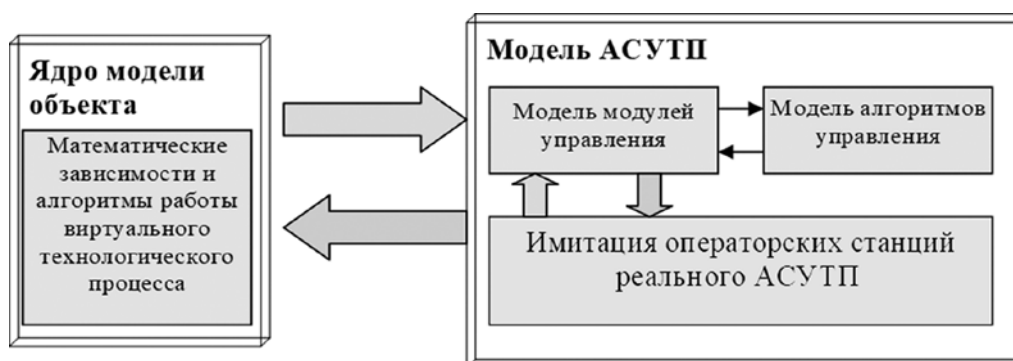 Ядро модели
объекта
Математические
зависимости и
алгоритмы работы
виртуального
технологического
процесса
Модель АСУТП
Модель модулей
управления
Модель алгоритмов
управления
Имитация операторских станций
реального АСУТП